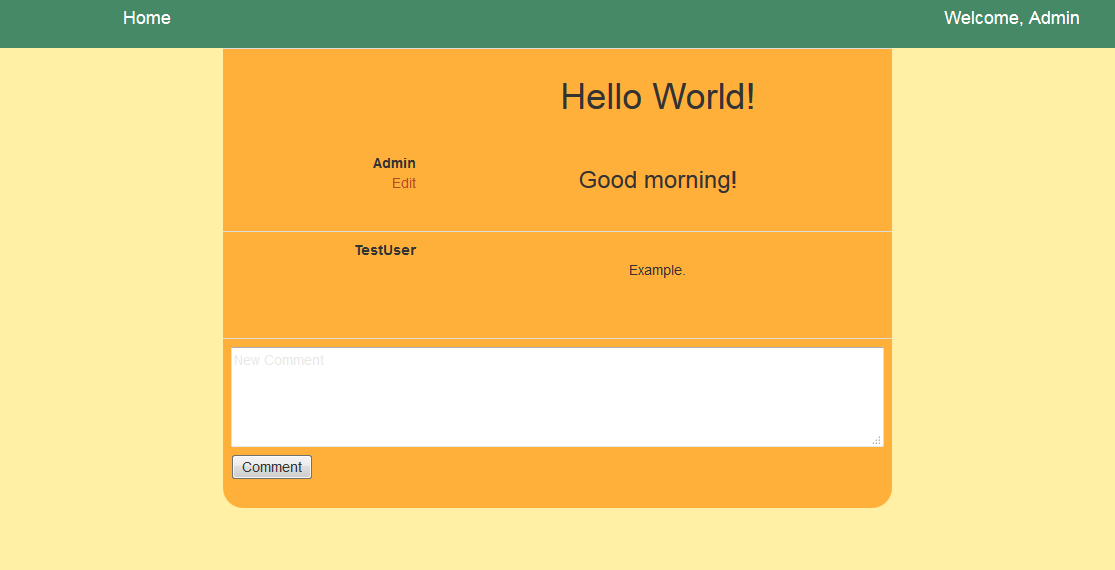 Home
Welcome, Admin
Hello World!
Admin
Edit
Good morning!
TestUser
Example.
New Comment
Comment